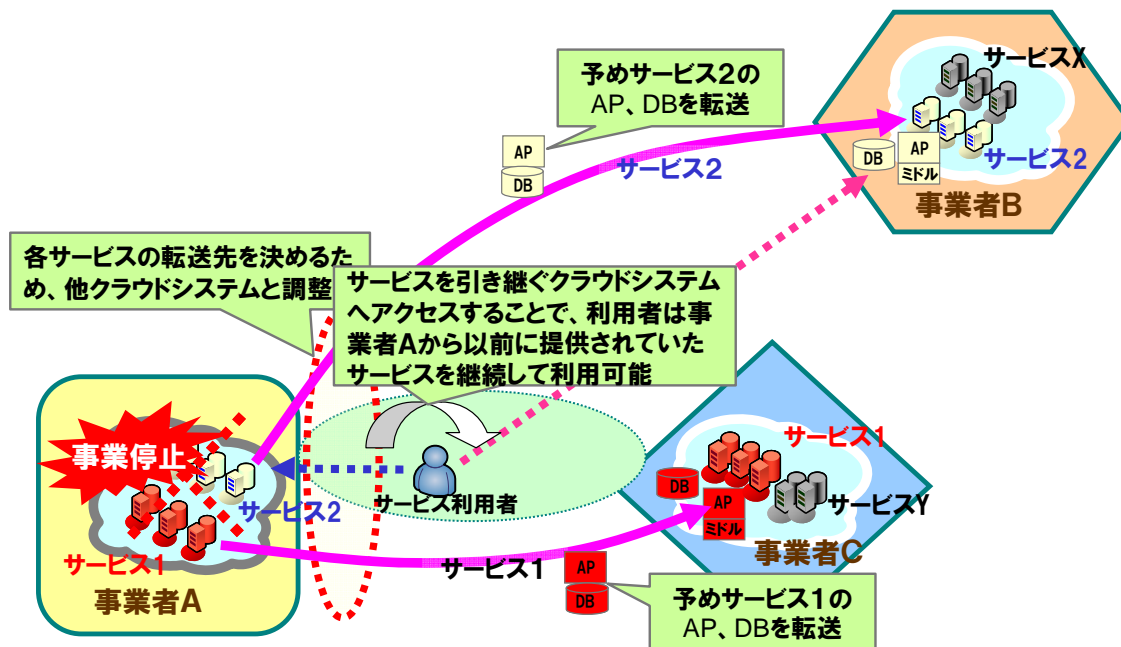 サービスX
予めサービス2の
AP、DBを転送
AP
DB
サービス2
DB
AP
ミドル
サービス2
事業者B
各サービスの転送先を決めるた
め、他クラウドシステムと調整
サービスを引き継ぐクラウドシステム
へアクセスすることで、利用者は事
業者Aから以前に提供されていた
サービスを継続して利用可能
事業停止
サービス2
サービス1
事業者A
サービス利用者
サービス1
DB
AP
ミドル
サービスY
事業者C
サービス1
AP
DB
予めサービス1の
AP、DBを転送